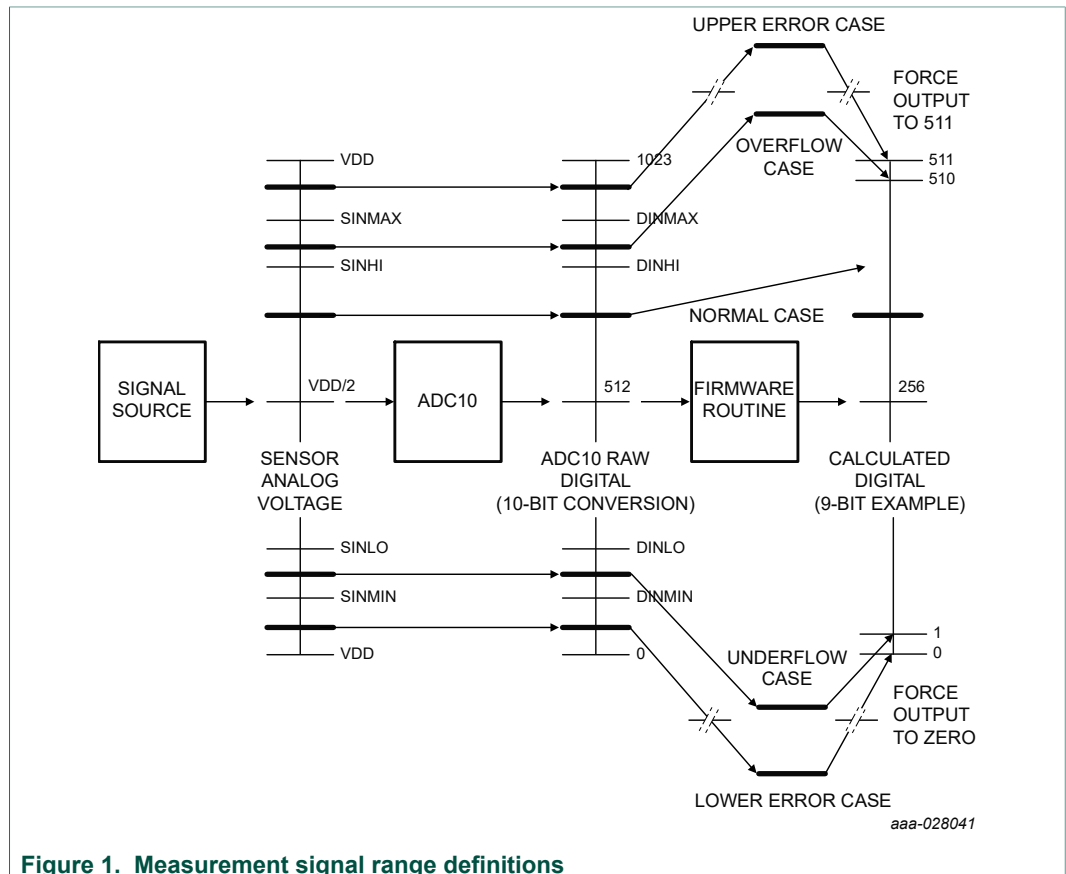 UPPER ERROR CASE
FORCE
OUTPUT
TO 511
OVERFLOW
CASE
VDD
1023
511
510
SINMAX
DINMAX
SINHI
DINHI
NORMAL CASE
SIGNAL
SOURCE
VDD/2
ADC10
512
FIRMWARE
ROUTINE
256
SENSOR
ANALOG
VOLTAGE
ADC10 RAW
DIGITAL
(10-BIT CONVERSION)
CALCULATED
DIGITAL
(9-BIT EXAMPLE)
SINLO
DINLO
SINMIN
DINMIN
VDD
0
1
0
UNDERFLOW
CASE
FORCE
OUTPUT
TO ZERO
LOWER ERROR CASE
aaa-028041
Figure 1. Measurement signal range definitions